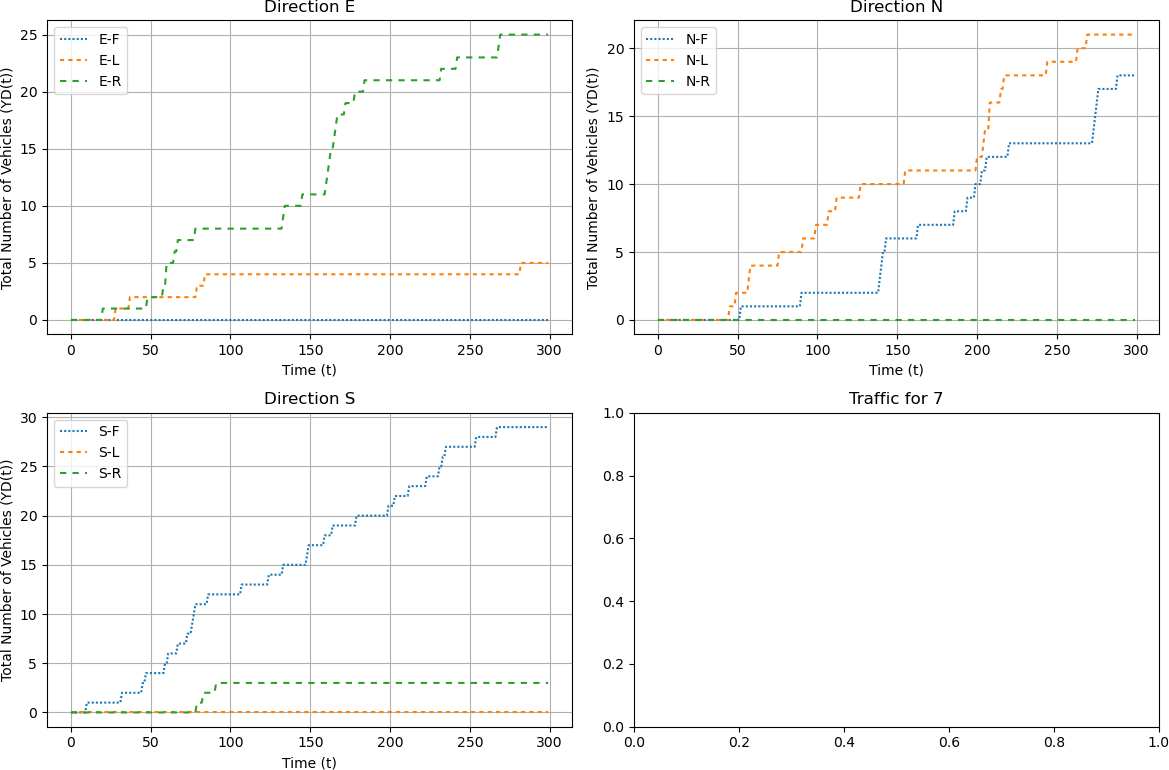 Direction E
Total Number of Vehicles (YD(t))
25
20
15
10
5
0
E-F
E-L
E-R
0 50 100 150 200 250 300
Time (t)
Direction N
Total Number of Vehicles (YD(t))
20
15
10
5
0
N-F
N-L
N-R
0 50 100 150 200 250 300
Time (t)
Direction S
Total Number of Vehicles (YD(t))
30
25
20
15
10
5
0
S-F
S-L
S-R
0 50 100 150 200 250 300
Time (t)
Traffic for 7
1.0
0.8
0.6
0.4
0.2
0.0
0.0 0.2 0.4 0.6 0.8 1.0